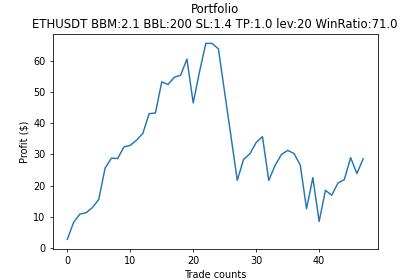 Portfolio
ETHUSDT BBM:2.1 BBL:200 SL:1.4 TP:1.0 lev:20 WinRatio:71.0
Profit ($)
60
50
40
30
20
10
0
0 10 20 30 40
Trade counts